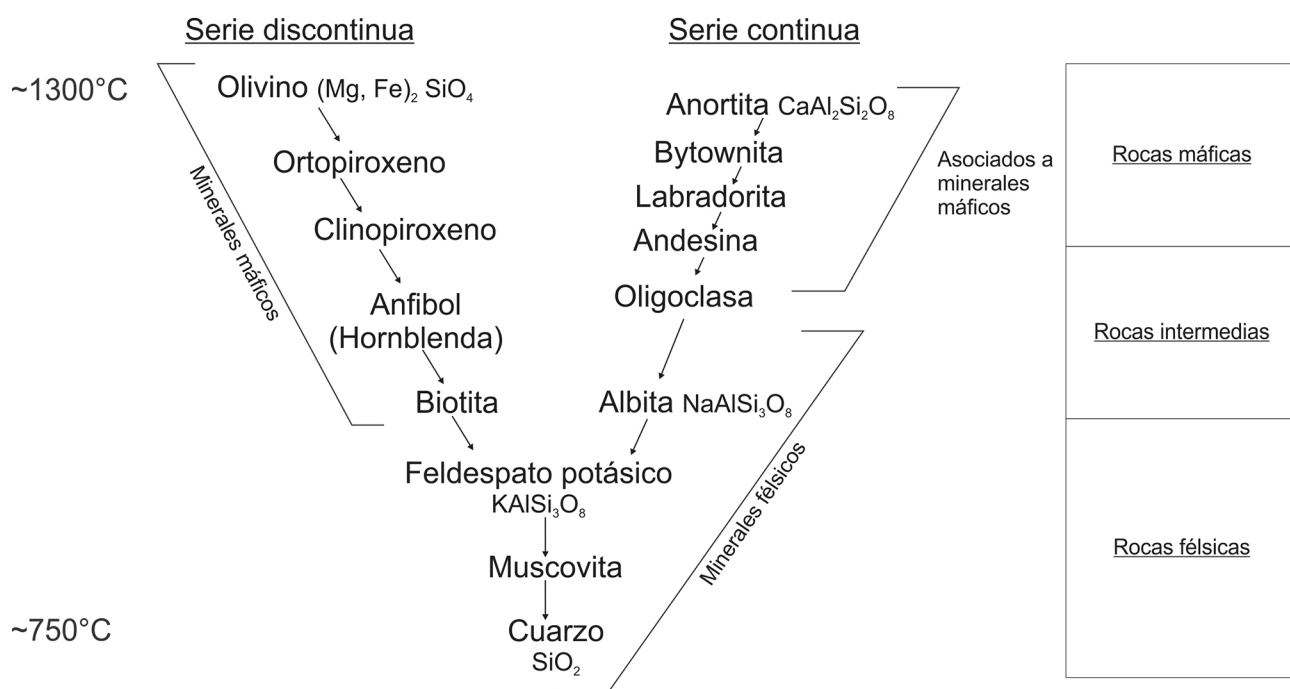 Serie discontinua
Serie continua
~1300°C
Olivino (Mg, Fe)₂ SiO₄
Ortopiroxeno
Clinopiroxeno
Anfibol
(Hornblenda)
Biotita
Minerales máficos
Anortita CaAl₂Si₂O₈
Bytownita
Labradorita
Andesina
Oligoclasa
Albita NaAlSi₃O₈
Asociados a
minerales
máficos
Feldespato potásico
KAlSi₃O₈
Muscovita
Cuarzo
SiO₂
Minerales félsicos
~750°C
Rocas máficas
Rocas intermedias
Rocas félsicas